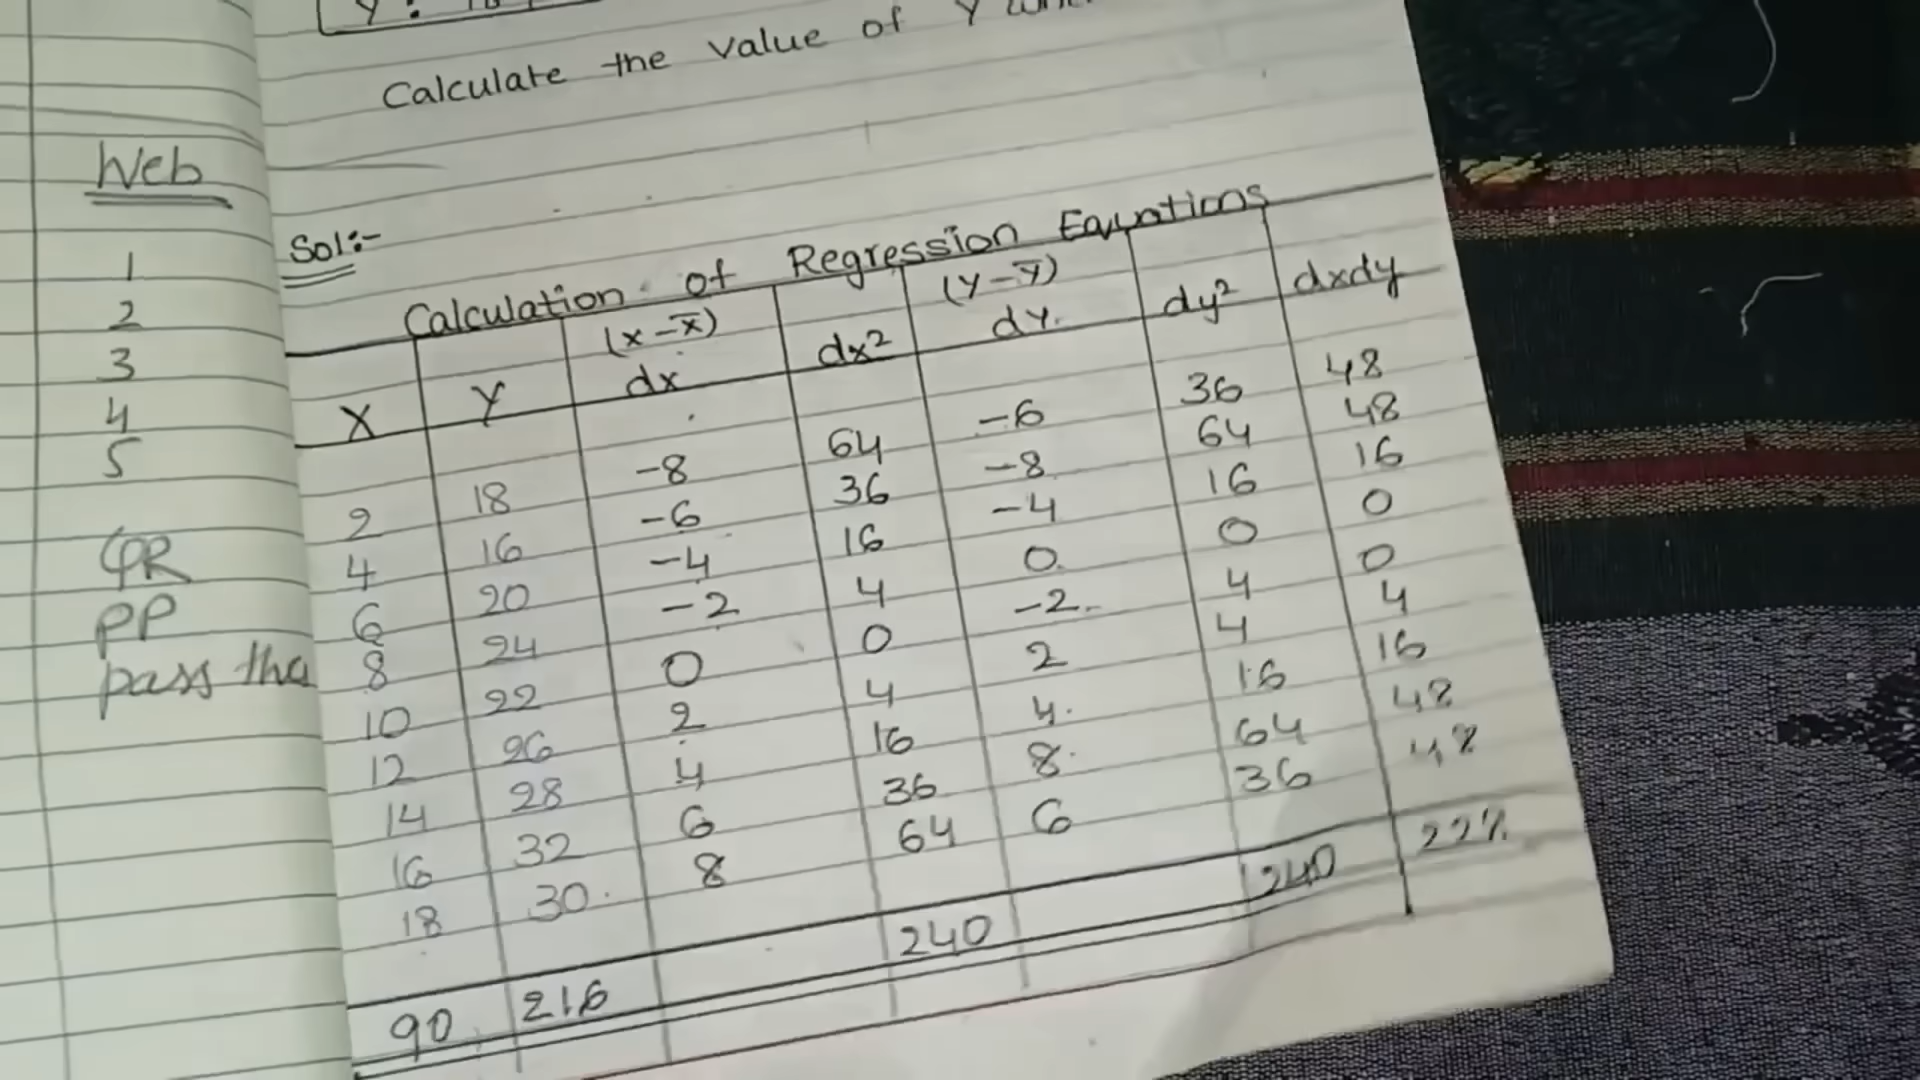 Y :
Calculate the value of Y
Web
1
2
3
4
5
QR
PP
pass tha
Sol:-
Calculation of Regression Equations
X Y (x-x̅) dx dx² (y-y̅) dy. dy² dxdy
2 18 -8 64 -6 36 48
4 16 -6 36 -8 64 48
6 20 -4 16 -4 16 16
8 24 -2 4 0 0 0
10 22 0 0 -2 4 0
12 26 2 4 2 4 4
14 28 4 16 4 16 16
16 32 6 36 8 64 48
18 30 8 64 6 36 48
90 216 240 240